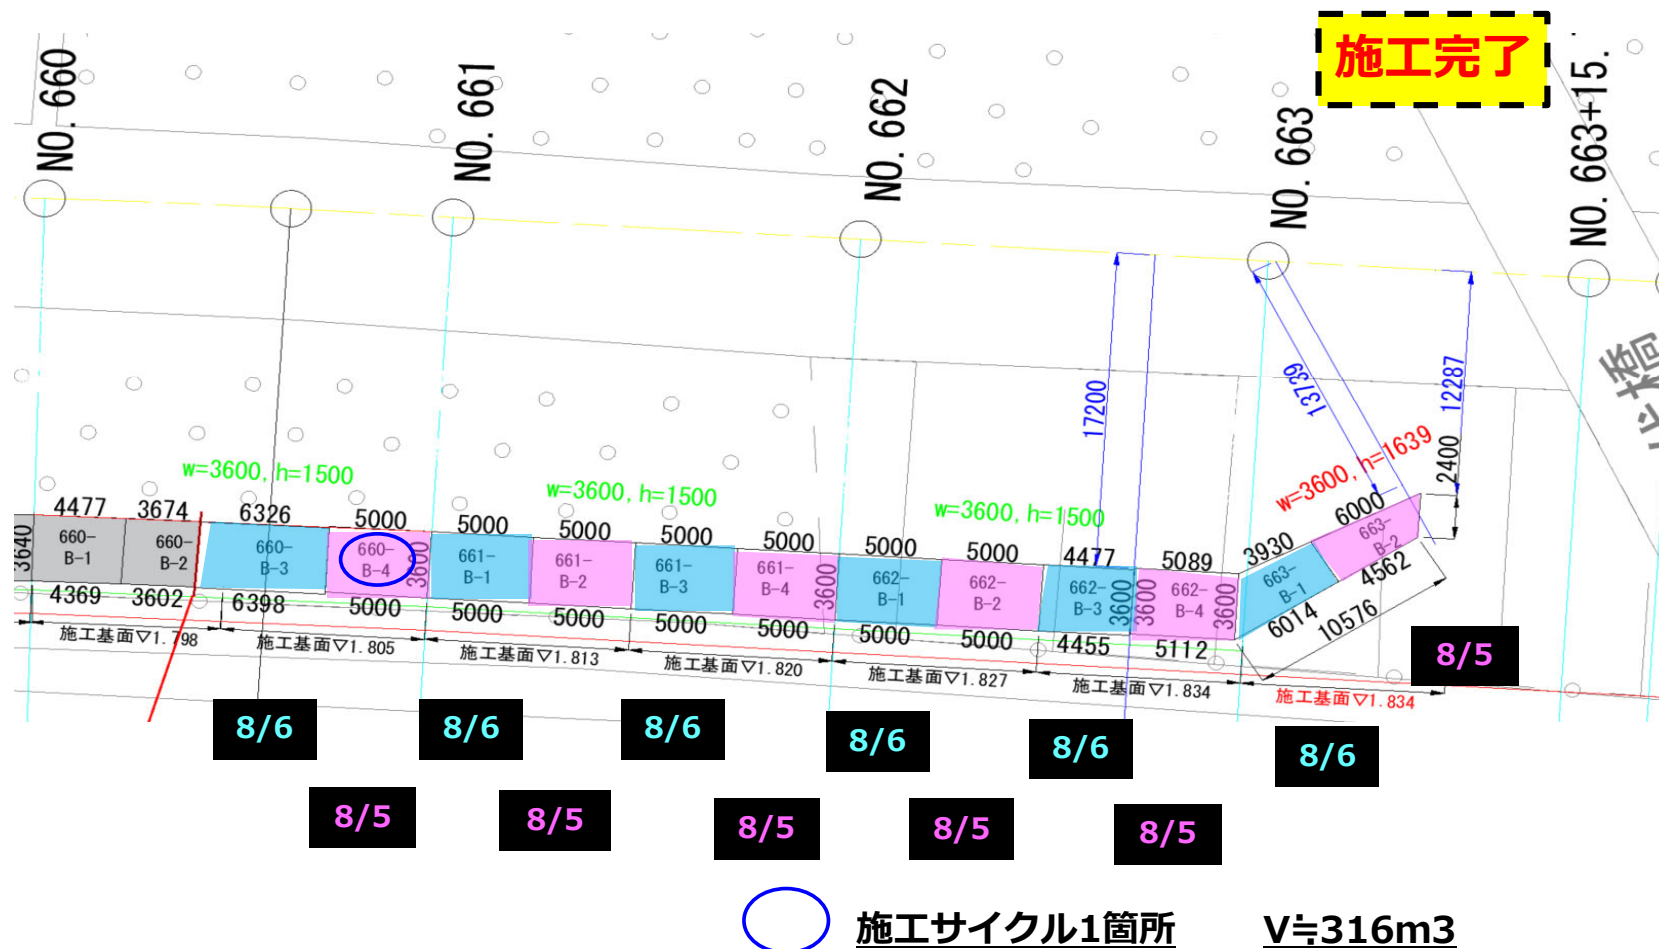 施工完了
NO. 660
NO. 661
NO. 662
NO. 663
NO. 663+15.
17200
13739
12287
2400
w=3600, h=1500
w=3600, h=1500
w=3600, h=1500
w=3600, h=1639
4477 3674 6326 5000 5000 5000 5000 5000 5000 5000 4477 5089 3930 6000
3640
660-
B-1
660-
B-2
660-
B-3
660-
B-4
3600
661-
B-1
661-
B-2
661-
B-3
661-
B-4
3600
662-
B-1
662-
B-2
662-
B-3
3600
3600
662-
B-4
3600
663-
B-1
663-
B-2
4369 3602 6398 5000 5000 5000 5000 5000 5000 5000 4455 5112 6014 4562
10576
施工基面▽1.798
施工基面▽1.805
施工基面▽1.813
施工基面▽1.820
施工基面▽1.827
施工基面▽1.834
施工基面▽1.834
8/5
8/6 8/6 8/6 8/6 8/6 8/6
8/5 8/5 8/5 8/5 8/5
施工サイクル1箇所 V≒316m3